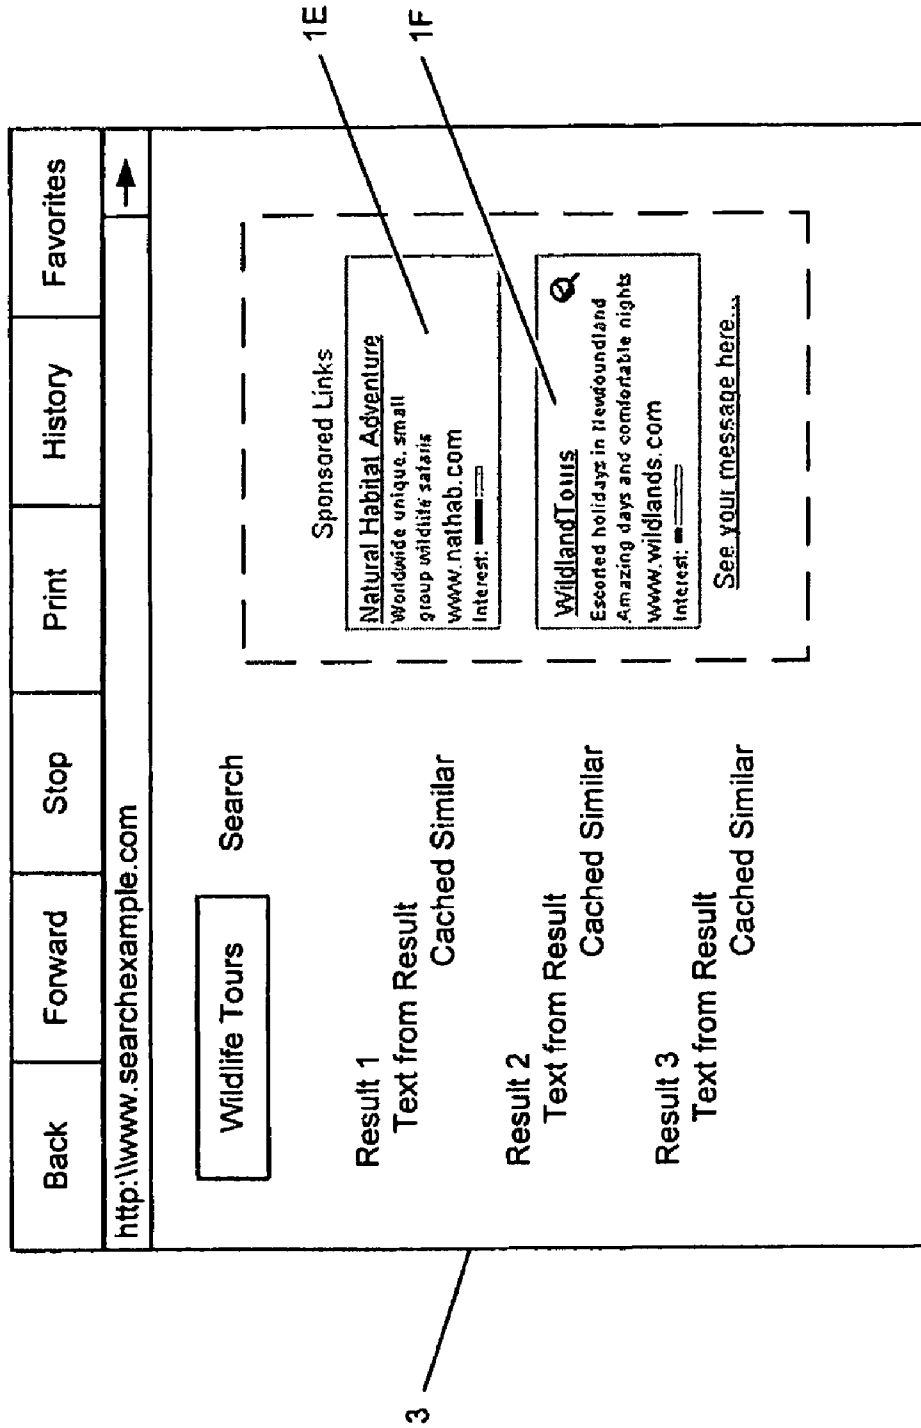 Back Forward Stop Print History Favorites
http:\\www.searchexample.com
Wildlife Tours Search
Result 1
Text from Result
Cached Similar
Result 2
Text from Result
Cached Similar
Result 3
Text from Result
Cached Similar
Sponsored Links
Natural Habitat Adventure
Worldwide unique, small
group wildlife safaris
www.nathab.com
Interest:
WildlandTours
Escorted holidays in Newfoundland
Amazing days and comfortable nights
www.wildlands.com
Interest:
See your message here...
1E
1F
3